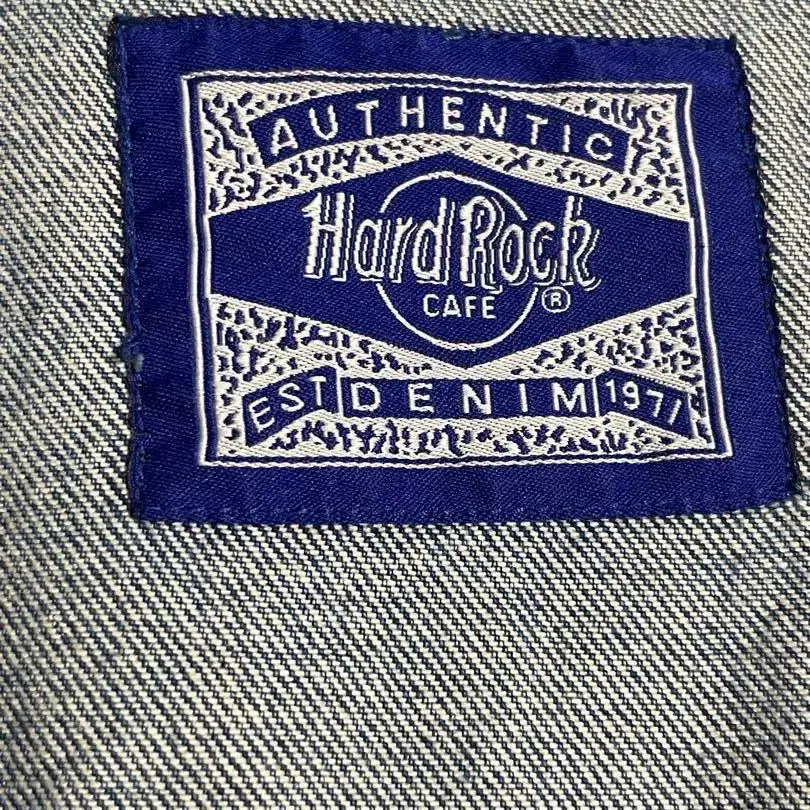 AUTHENTIC
Hard Rock
CAFE ®
EST DENIM 1971